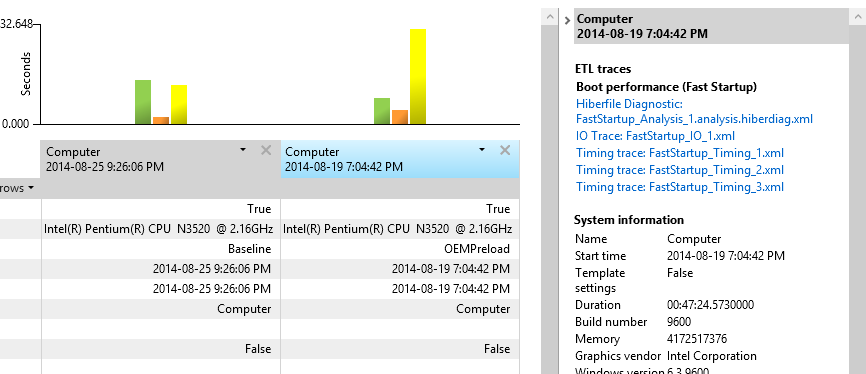 32.648
Seconds
0.000
Computer
2014-08-25 9:26:06 PM
Computer
2014-08-19 7:04:42 PM
rows
True True
Intel(R) Pentium(R) CPU N3520 @ 2.16GHz Intel(R) Pentium(R) CPU N3520 @ 2.16GHz
Baseline OEMPreload
2014-08-25 9:26:06 PM 2014-08-19 7:04:42 PM
2014-08-25 9:26:06 PM 2014-08-19 7:04:42 PM
Computer Computer
False False
Computer
2014-08-19 7:04:42 PM
ETL traces
Boot performance (Fast Startup)
Hiberfile Diagnostic:
FastStartup_Analysis_1.analysis.hiberdiag.xml
IO Trace: FastStartup_IO_1.xml
Timing trace: FastStartup_Timing_1.xml
Timing trace: FastStartup_Timing_2.xml
Timing trace: FastStartup_Timing_3.xml
System information
Name Computer
Start time 2014-08-19 7:04:42 PM
Template False
settings
Duration 00:47:24.5730000
Build number 9600
Memory 4172517376
Graphics vendor Intel Corporation
Windows version 6.3.9600